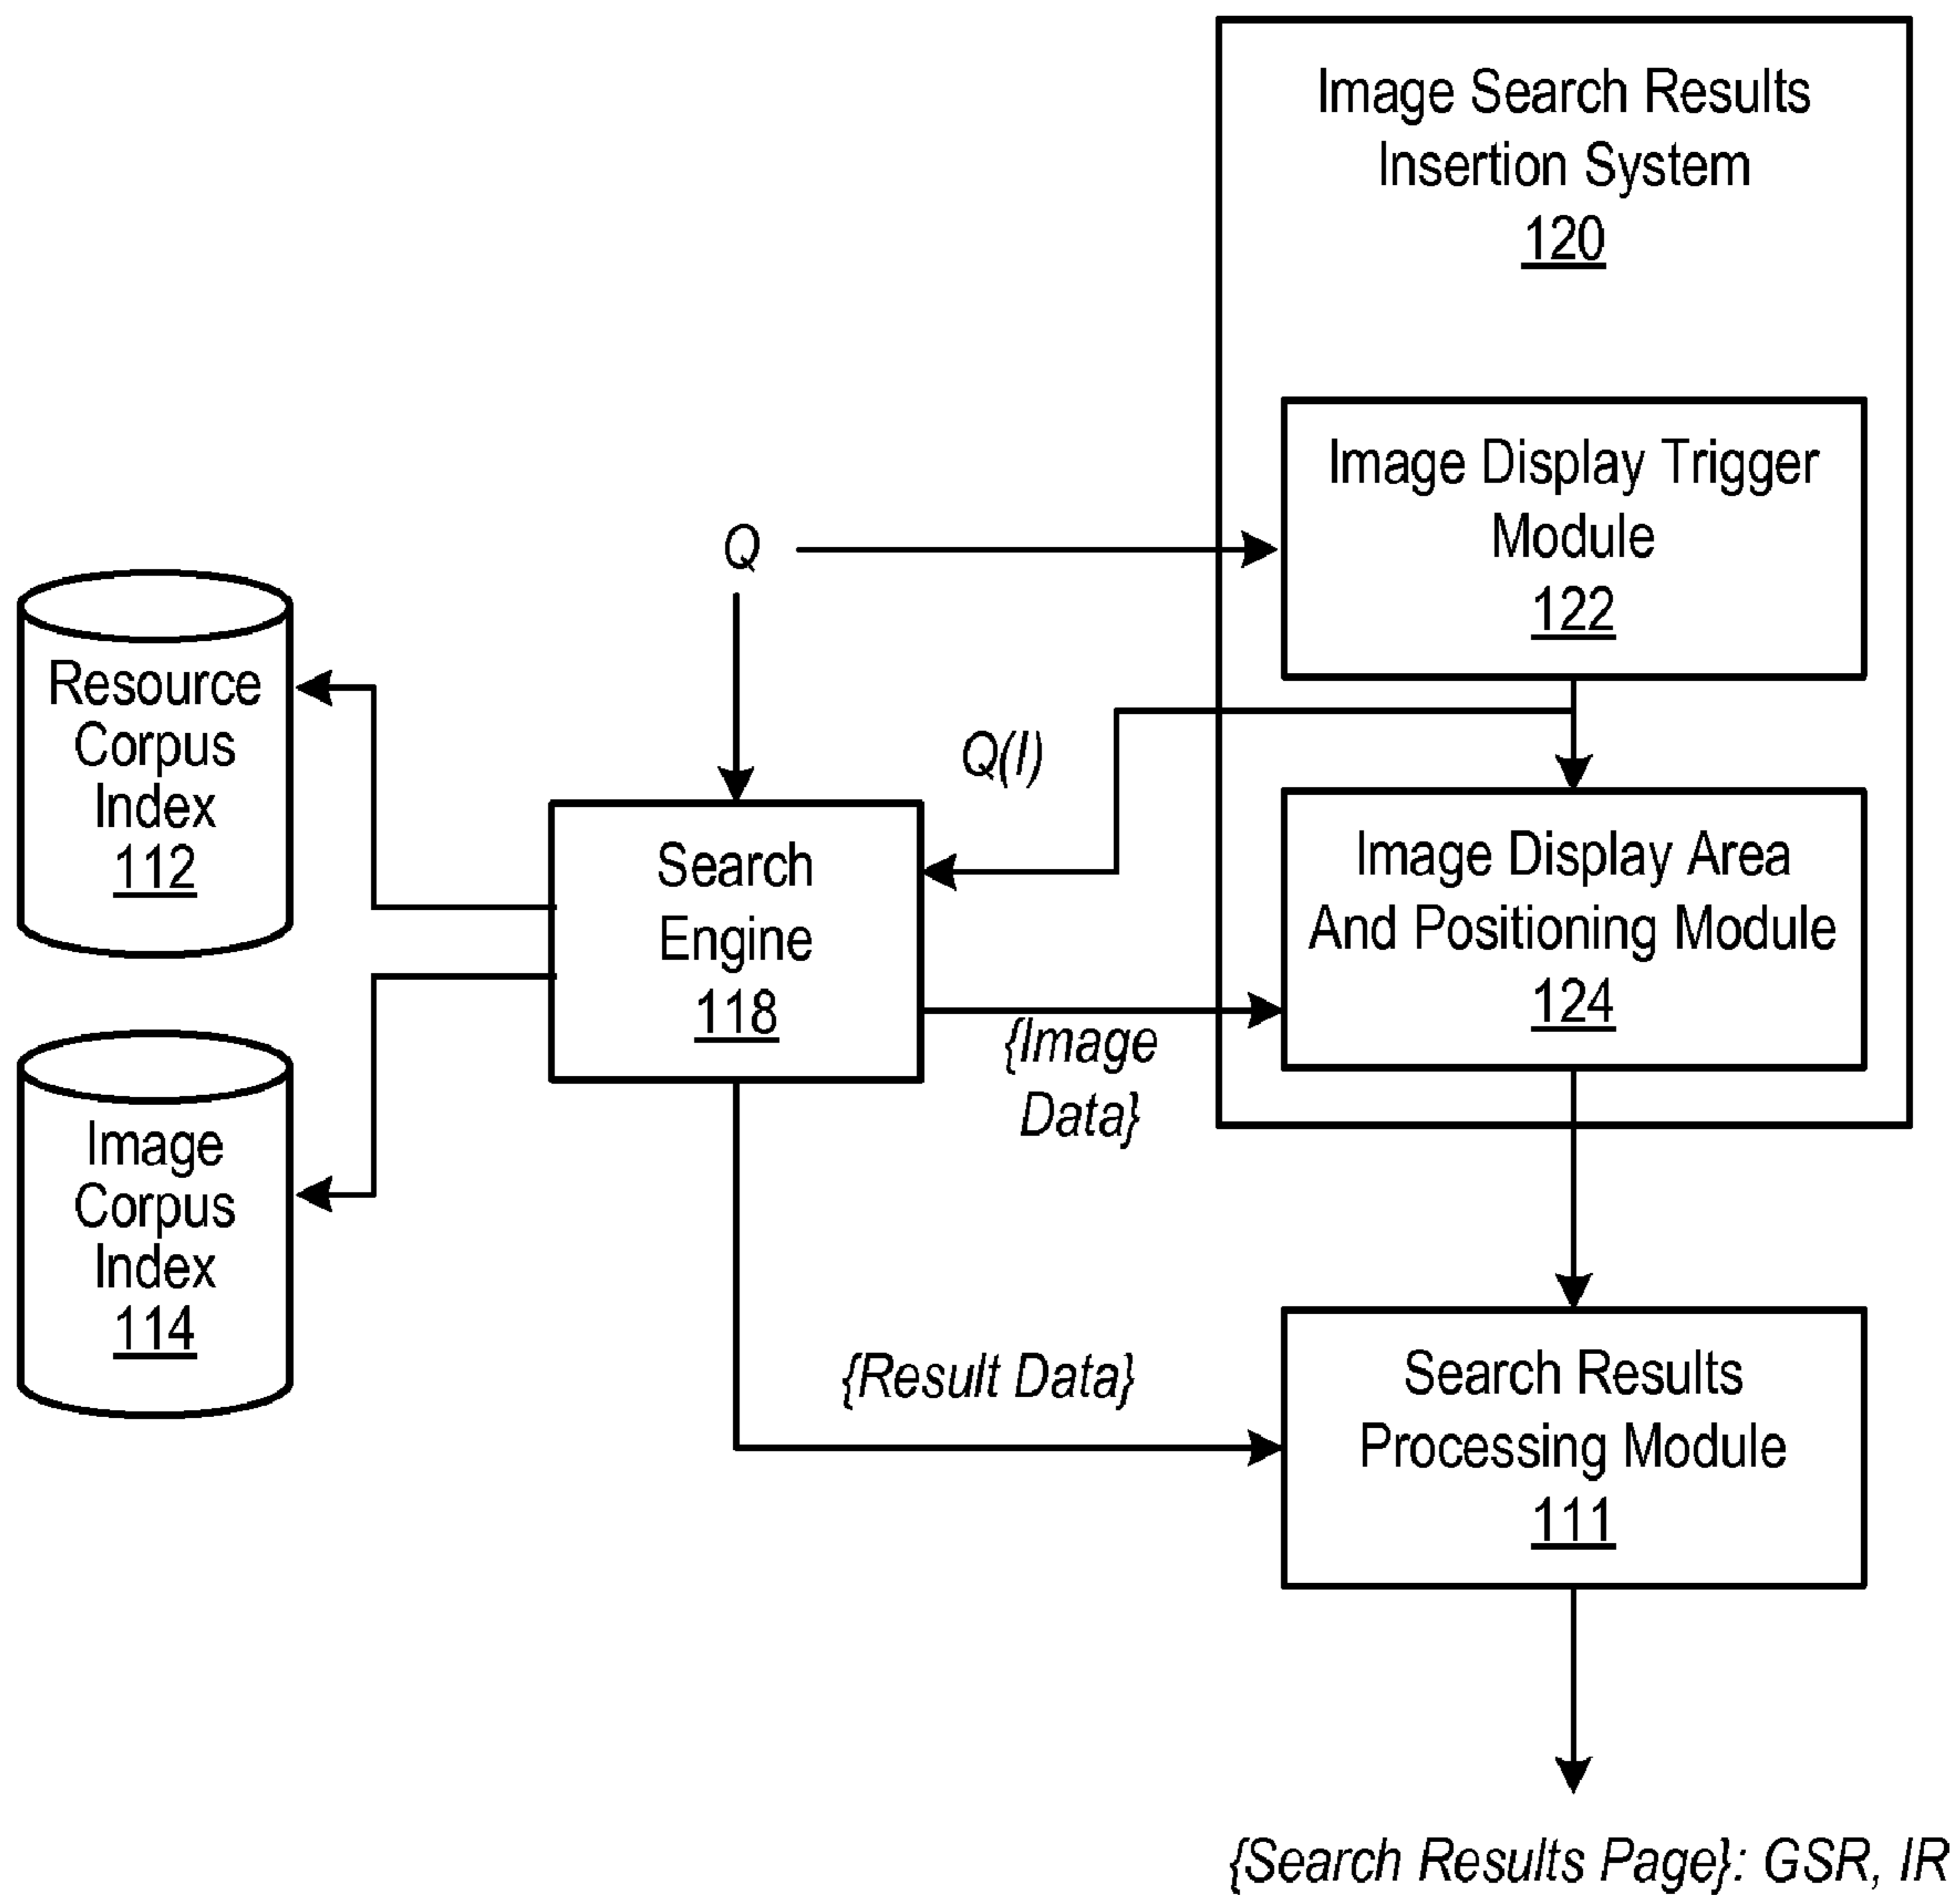 Image Search Results
Insertion System
120
Image Display Trigger
Module
122
Q
Resource
Corpus
Index
112
Q(I)
Search
Engine
118
Image Display Area
And Positioning Module
124
{Image
Data}
Image
Corpus
Index
114
{Result Data}
Search Results
Processing Module
111
{Search Results Page}: GSR, IR